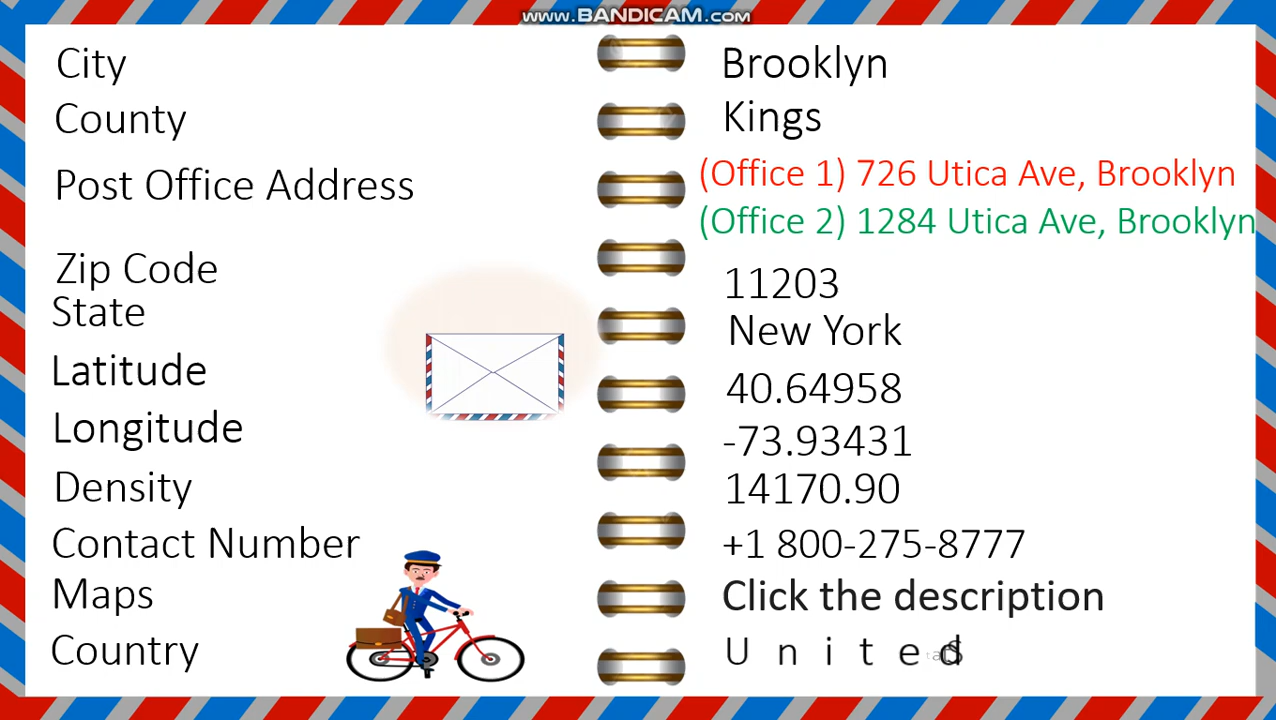 www.BANDICAM.com
City Brooklyn
County Kings
Post Office Address (Office 1) 726 Utica Ave, Brooklyn
(Office 2) 1284 Utica Ave, Brooklyn
Zip Code 11203
State New York
Latitude 40.64958
Longitude -73.93431
Density 14170.90
Contact Number +1 800-275-8777
Maps Click the description
Country United